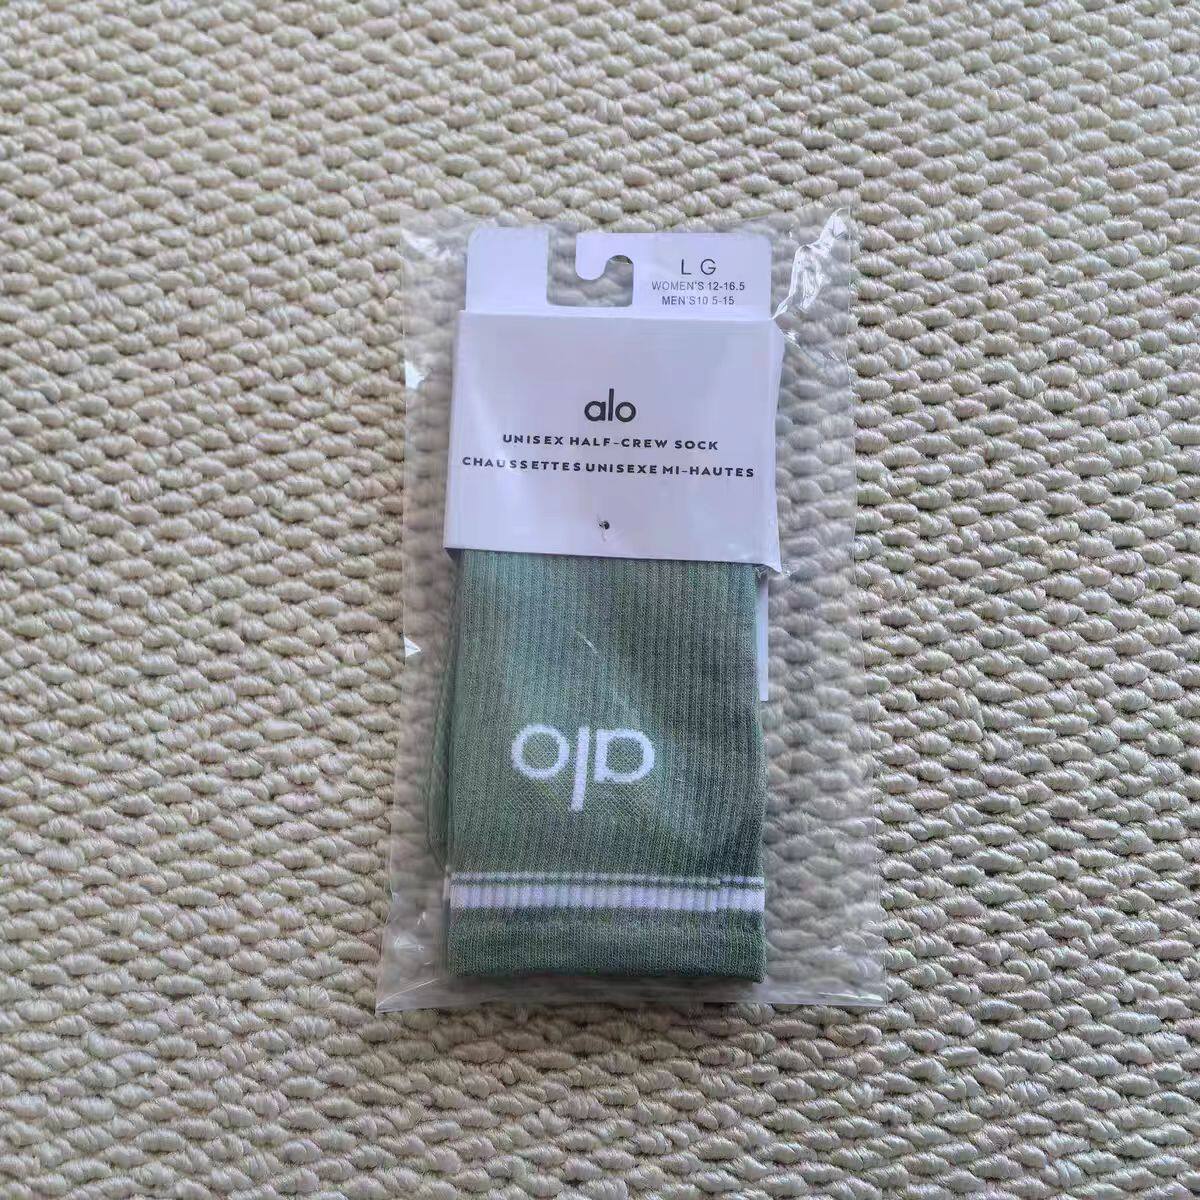 L G
WOMEN'S 12-16.5
MEN'S10 5-15
alo
UNISEX HALF-CREW SOCK
CHAUSSETTES UNISEXE MI-HAUTES
alo